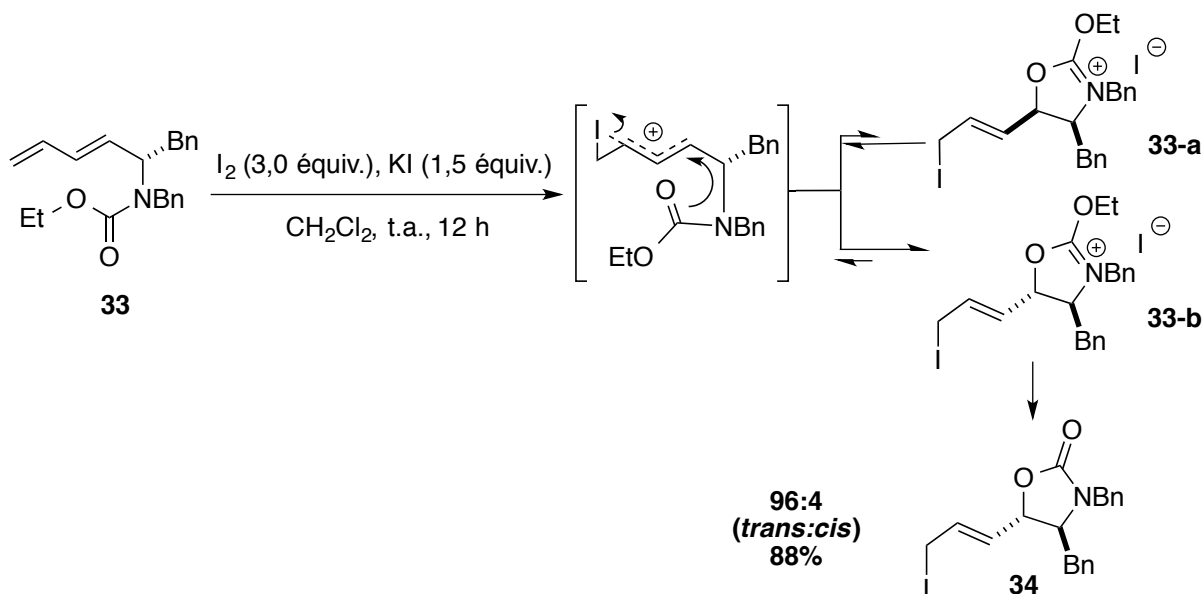 Bn
EtO
NBn
O
33
I₂ (3,0 équiv.), KI (1,5 équiv.)
CH₂Cl₂, t.a., 12 h
I
⊕
Bn
O
NBn
EtO
OEt
O
⊕
NBn
I ⊖
Bn
I
33-a
OEt
O
⊕
NBn
I ⊖
Bn
I
33-b
96:4
(trans:cis)
88%
O
O
NBn
Bn
I
34